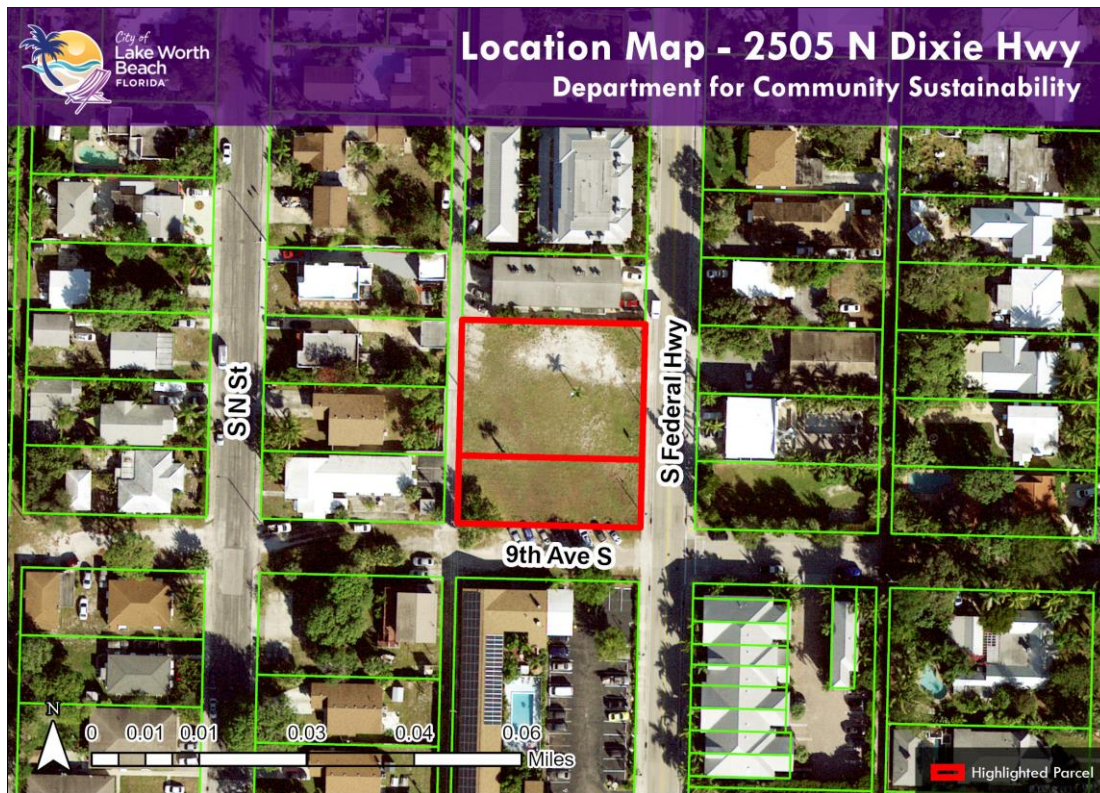 City of
Lake Worth
Beach
FLORIDA™
Location Map - 2505 N Dixie Hwy
Department for Community Sustainability
S N St
S Federal Hwy
9th Ave S
N
0 0.01 0.01 0.03 0.04 0.06
Miles
Highlighted Parcel